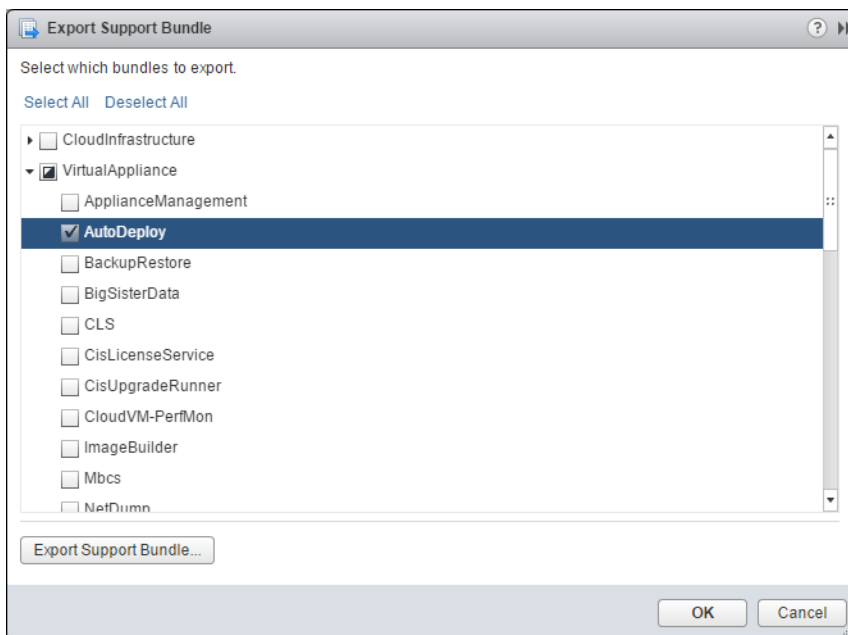 Export Support Bundle
Select which bundles to export.
Select All Deselect All
CloudInfrastructure
VirtualAppliance
ApplianceManagement
AutoDeploy
BackupRestore
BigSisterData
CLS
CisLicenseService
CisUpgradeRunner
CloudVM-PerfMon
ImageBuilder
Mbcs
NetDump
Export Support Bundle...
OK Cancel